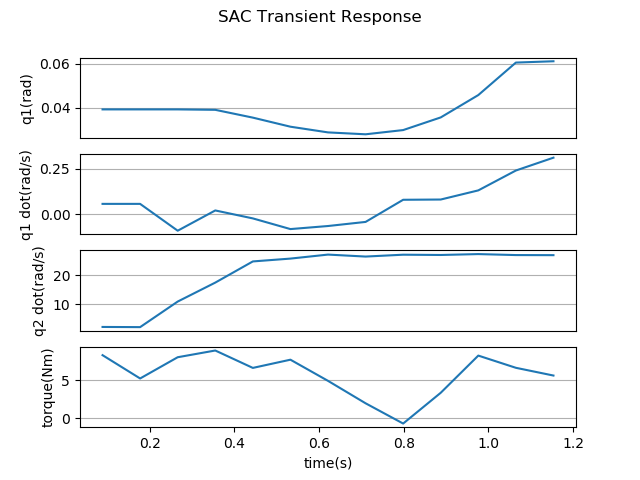 SAC Transient Response
q1(rad)
0.06
0.04
q1 dot(rad/s)
0.25
0.00
q2 dot(rad/s)
20
10
torque(Nm)
5
0
0.2 0.4 0.6 0.8 1.0 1.2
time(s)